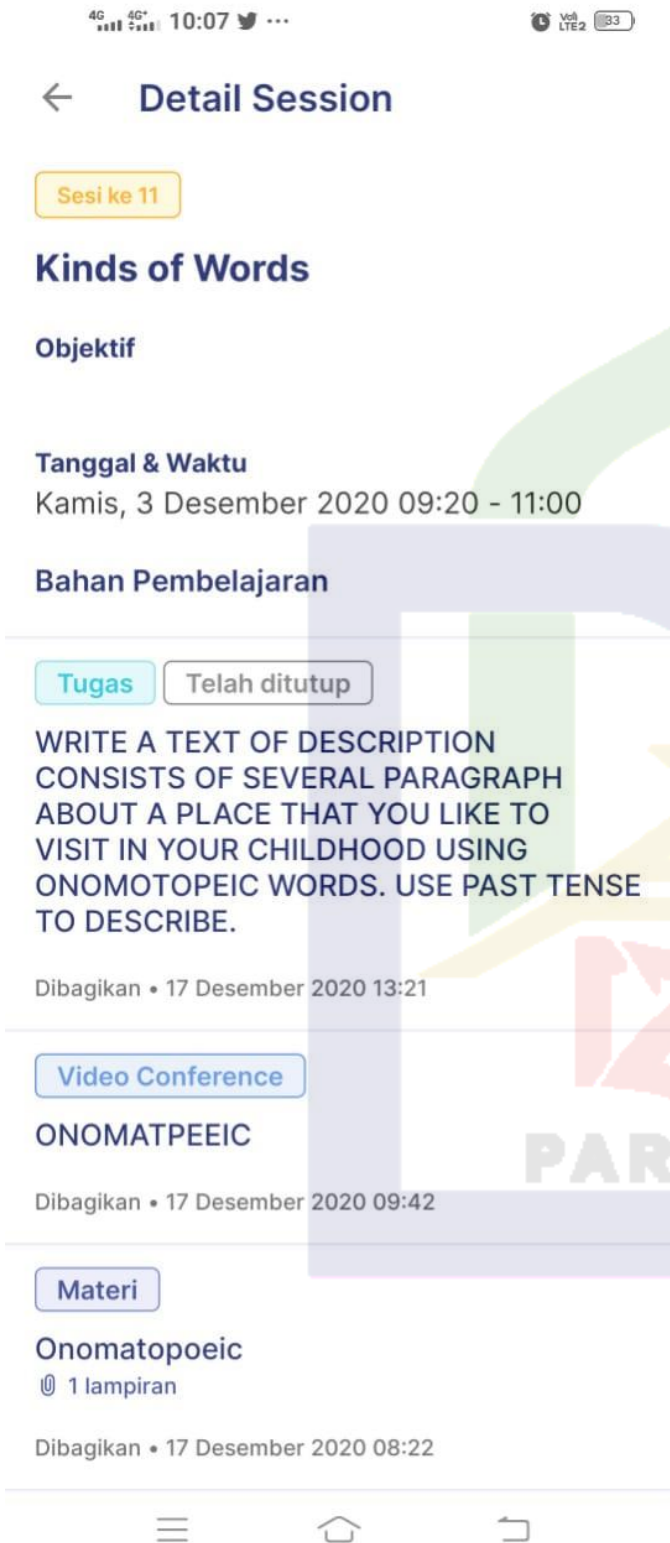 4G 4G+ 10:07 ...
VoD LTE2 33
Detail Session
Sesi ke 11
Kinds of Words
Objektif
Tanggal & Waktu
Kamis, 3 Desember 2020 09:20 - 11:00
Bahan Pembelajaran
Tugas Telah ditutup
WRITE A TEXT OF DESCRIPTION
CONSISTS OF SEVERAL PARAGRAPH
ABOUT A PLACE THAT YOU LIKE TO
VISIT IN YOUR CHILDHOOD USING
ONOMOTOPEIC WORDS. USE PAST TENSE
TO DESCRIBE.
Dibagikan • 17 Desember 2020 13:21
Video Conference
ONOMATPEEIC
Dibagikan • 17 Desember 2020 09:42
PAR
Materi
Onomatopoeic
1 lampiran
Dibagikan • 17 Desember 2020 08:22